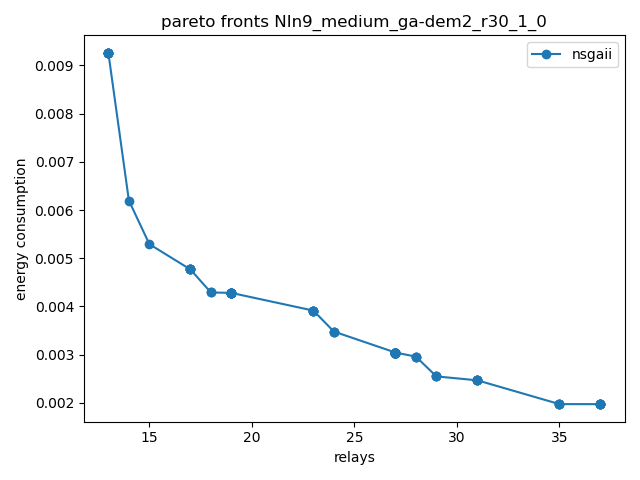 pareto fronts NIn9_medium_ga-dem2_r30_1_0
nsgaii
energy consumption
0.009
0.008
0.007
0.006
0.005
0.004
0.003
0.002
15 20 25 30 35
relays